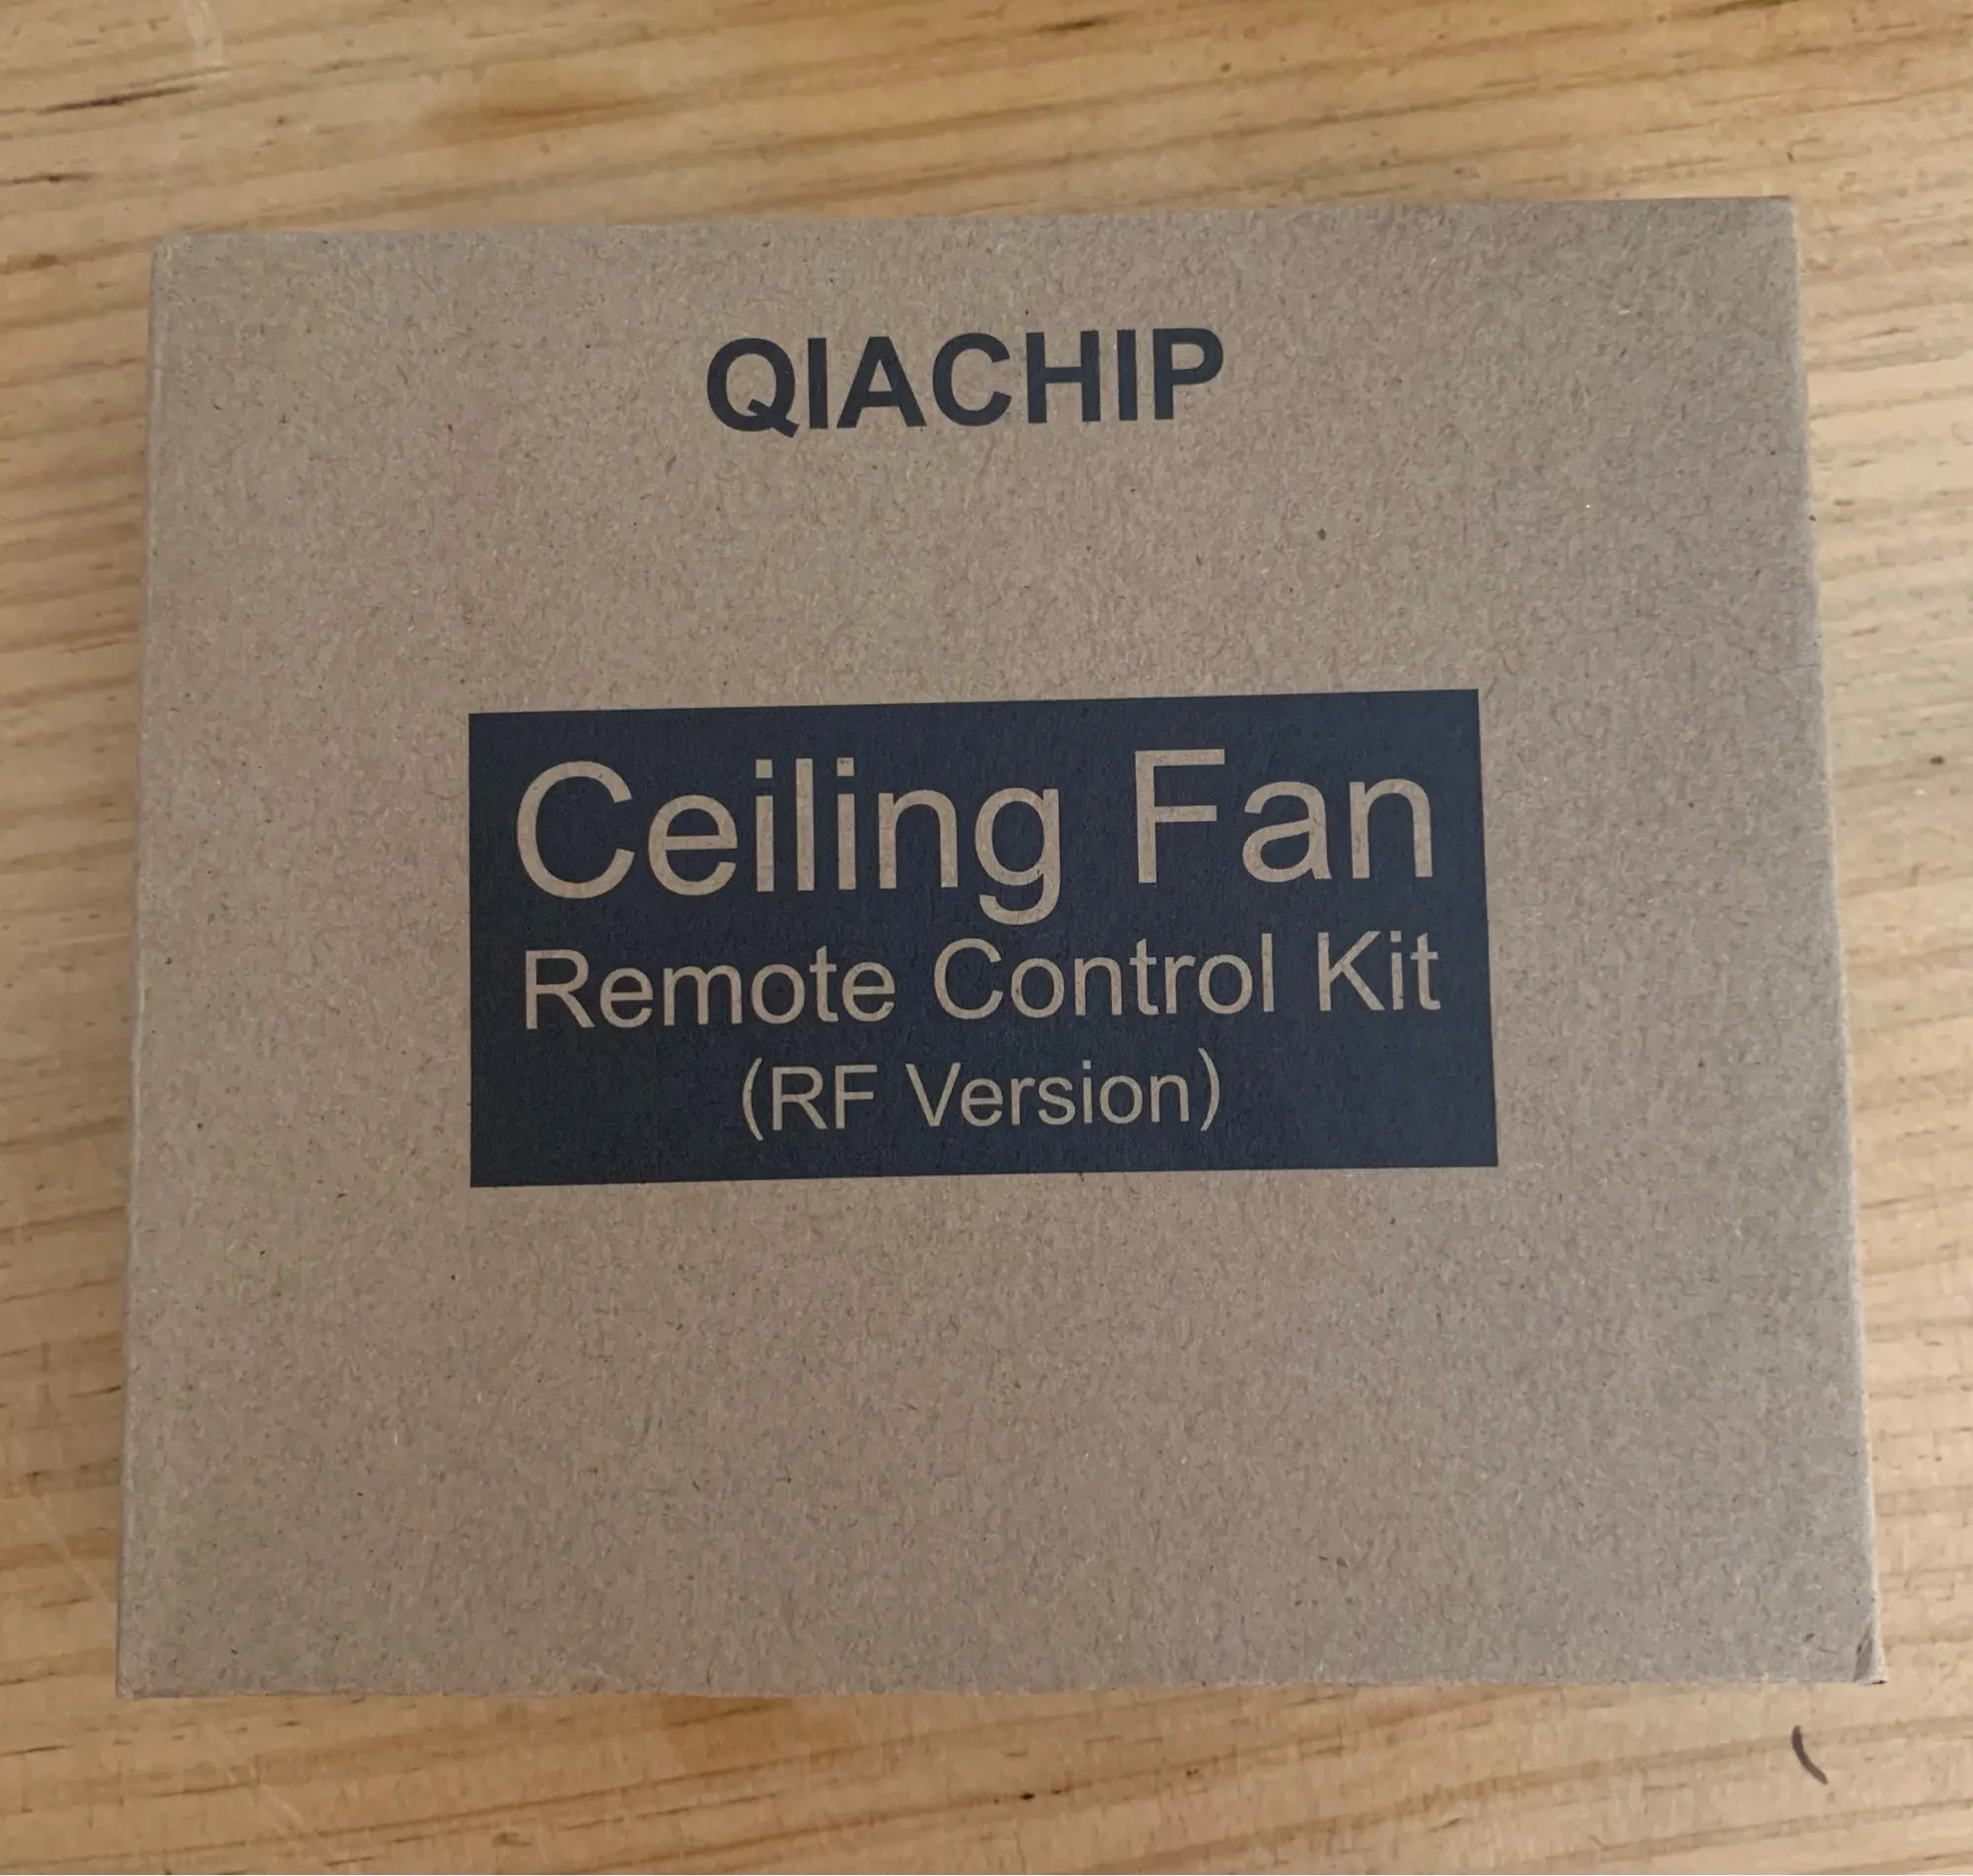 QIACHIP
Ceiling Fan
Remote Control Kit
(RF Version)